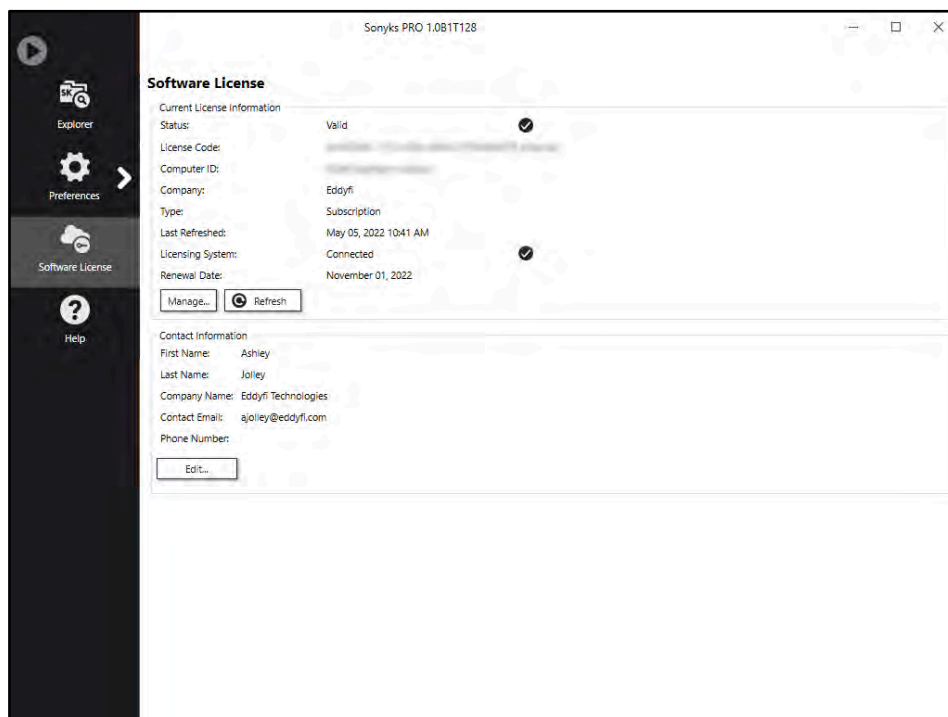 Sonyks PRO 1.0B1T128
SK
Explorer
Preferences
Software License
Help
Software License
Current License Information
Status: Valid
License Code:
Computer ID:
Company: Eddyfi
Type: Subscription
Last Refreshed: May 05, 2022 10:41 AM
Licensing System: Connected
Renewal Date: November 01, 2022
Manage... Refresh
Contact Information
First Name: Ashley
Last Name: Jolley
Company Name: Eddyfi Technologies
Contact Email: ajolley@eddyfi.com
Phone Number:
Edit...